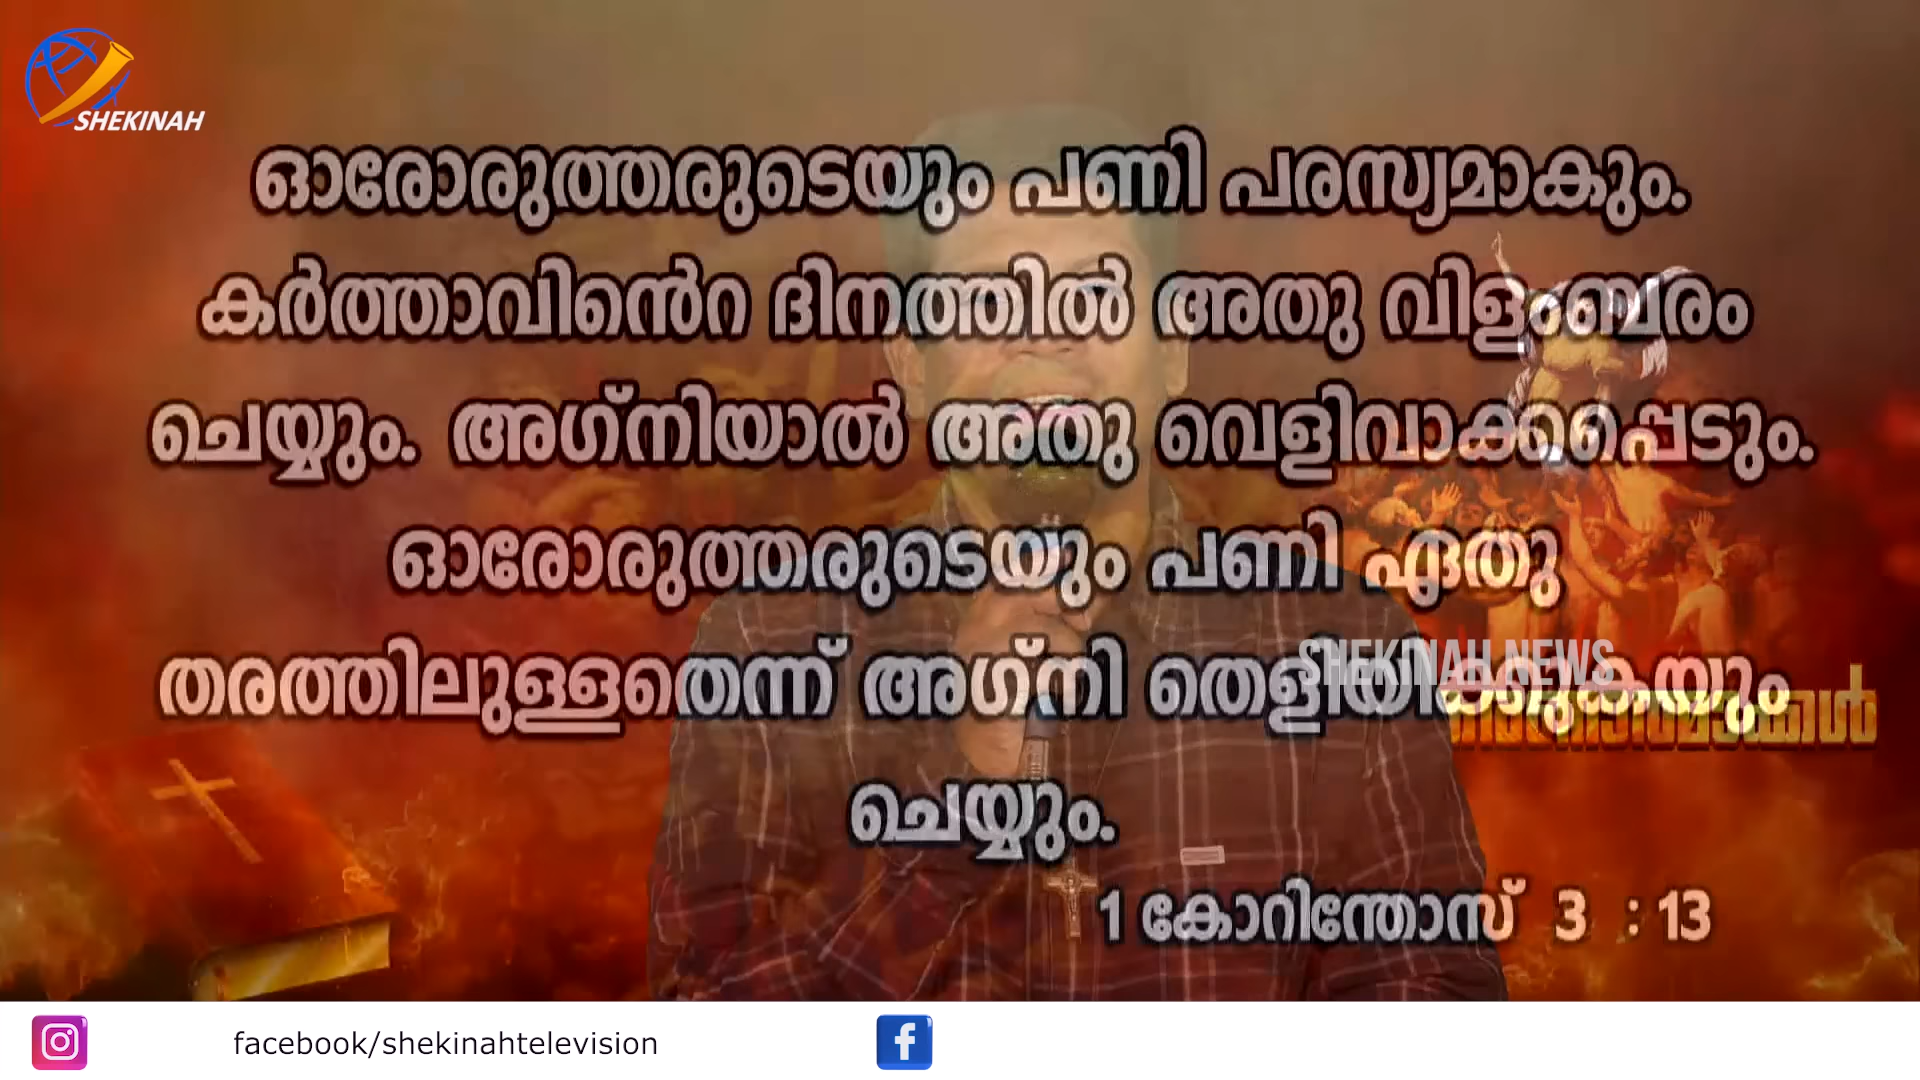 SHEKINAH
ഓരോരുത്തരുടെയും പണി പരസ്യമാകും.
കർത്താവിൻെറ ദിനത്തിൽ അതു വിളംബരം
ചെയ്യും. അഗ്നിയാൽ അതു വെളിവാക്കപ്പെടും.
ഓരോരുത്തരുടെയും പണി ഏതു
തരത്തിലുള്ളതെന്ന് അഗ്നി തെളിയിക്കുകയും
SHEKINAH NEWS
ചെയ്യും.
1 കോറിന്തോസ് 3 : 13
facebook/shekinahtelevision